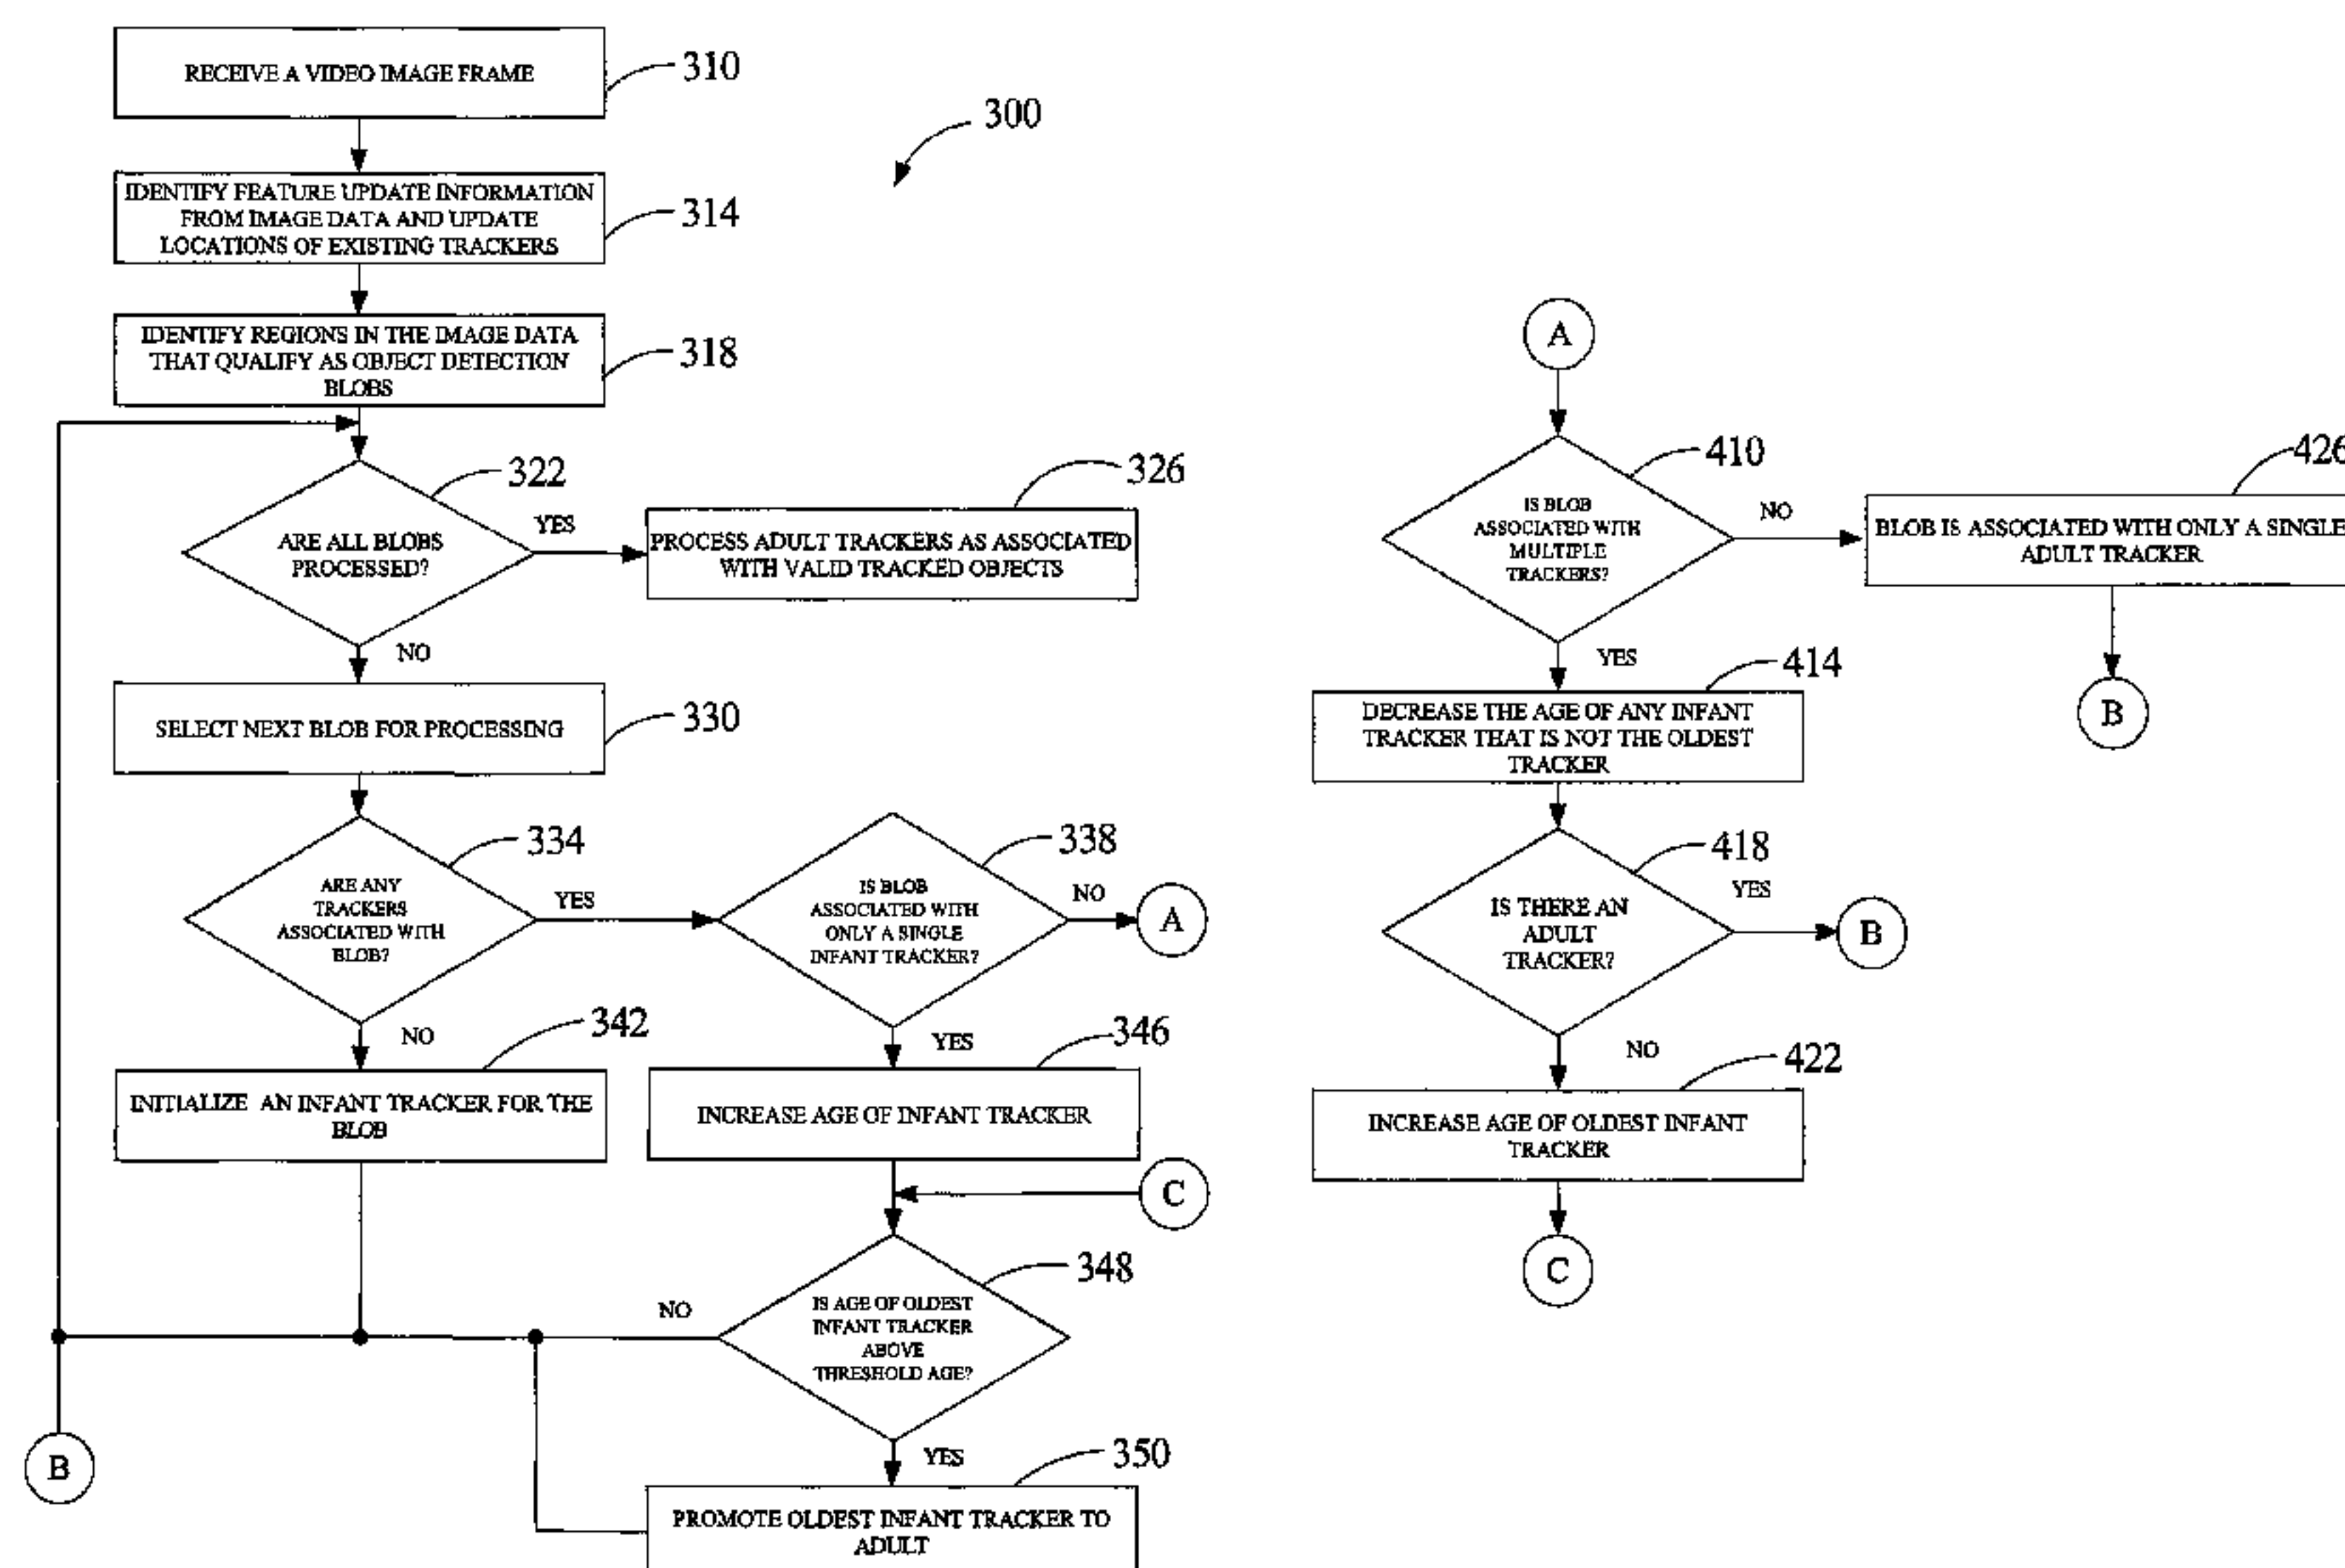 RECEIVE A VIDEO IMAGE FRAME
310
300
IDENTIFY FEATURE UPDATE INFORMATION
FROM IMAGE DATA AND UPDATE
LOCATIONS OF EXISTING TRACKERS
314
IDENTIFY REGIONS IN THE IMAGE DATA
THAT QUALIFY AS OBJECT DETECTION
BLOBS
318
322
ARE ALL BLOBS
PROCESSED?
YES
326
PROCESS ADULT TRACKERS AS ASSOCIATED
WITH VALID TRACKED OBJECTS
NO
SELECT NEXT BLOB FOR PROCESSING
330
334
ARE ANY
TRACKERS
ASSOCIATED WITH
BLOB?
YES
338
IS BLOB
ASSOCIATED WITH
ONLY A SINGLE
INFANT TRACKER?
NO
A
NO
342
INITIALIZE AN INFANT TRACKER FOR THE
BLOB
YES
346
INCREASE AGE OF INFANT TRACKER
C
348
IS AGE OF OLDEST
INFANT TRACKER
ABOVE
THRESHOLD AGE?
NO
B
YES
350
PROMOTE OLDEST INFANT TRACKER TO
ADULT
A
410
IS BLOB
ASSOCIATED WITH
MULTIPLE
TRACKERS?
NO
426
BLOB IS ASSOCIATED WITH ONLY A SINGLE
ADULT TRACKER
B
YES
414
DECREASE THE AGE OF ANY INFANT
TRACKER THAT IS NOT THE OLDEST
TRACKER
418
IS THERE AN
ADULT
TRACKER?
YES
B
NO
422
INCREASE AGE OF OLDEST INFANT
TRACKER
C